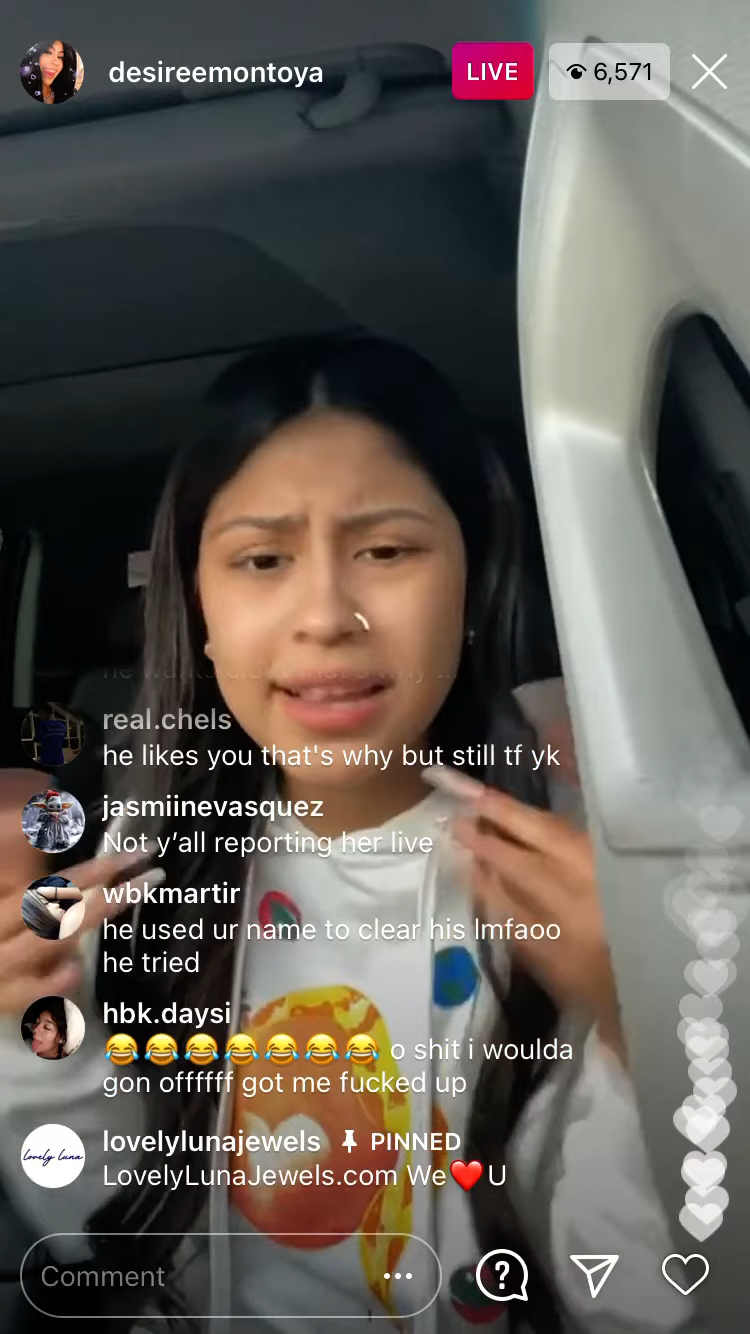 desireemontoya
LIVE
6,571
real.chels
he likes you that's why but still tf yk
jasmiinevasquez
Not y’all reporting her live
wbkmartir
he used ur name to clear his lmfaoo
he tried
hbk.daysi
😂😂😂😂😂😂😂 o shit i woulda
gon offffff got me fucked up
lovely luna
lovelylunajewels PINNED
LovelyLunaJewels.com We❤️U
Comment